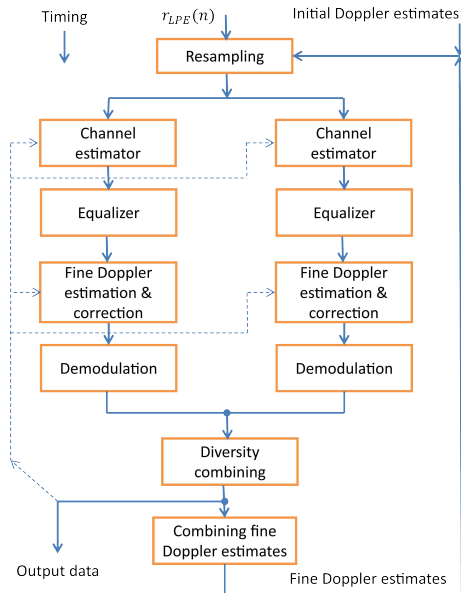 Timing
r_LPE(n)
Initial Doppler estimates
Resampling
Channel
estimator
Channel
estimator
Equalizer
Equalizer
Fine Doppler
estimation &
correction
Fine Doppler
estimation &
correction
Demodulation
Demodulation
Diversity
combining
Combining fine
Doppler estimates
Output data
Fine Doppler estimates